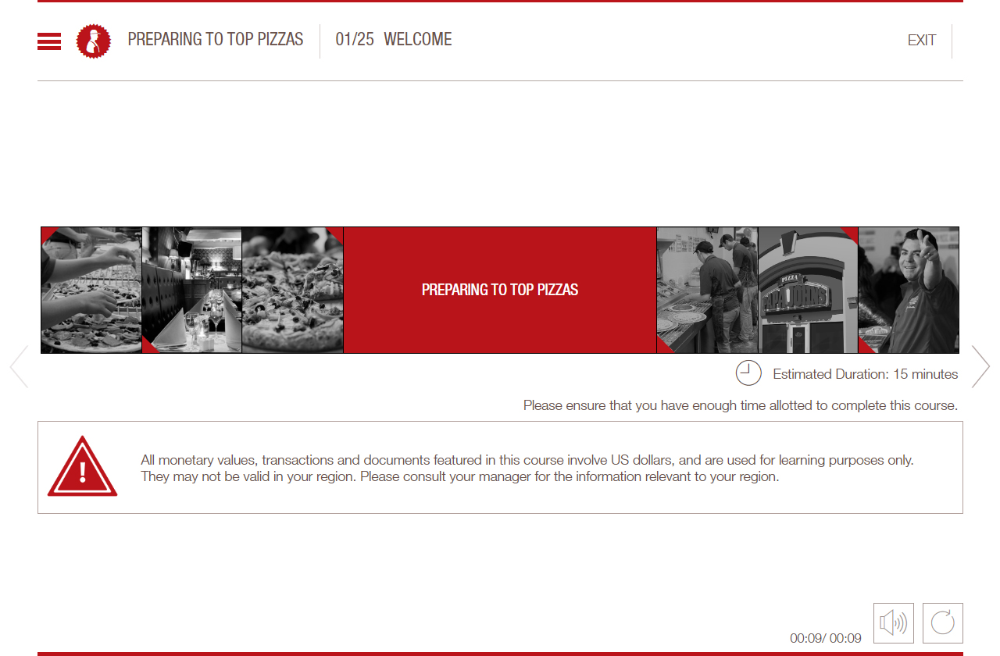 PREPARING TO TOP PIZZAS
01/25 WELCOME
EXIT
PREPARING TO TOP PIZZAS
PIZZA
PAPA JOHN'S
Estimated Duration: 15 minutes
Please ensure that you have enough time allotted to complete this course.
All monetary values, transactions and documents featured in this course involve US dollars, and are used for learning purposes only.
They may not be valid in your region. Please consult your manager for the information relevant to your region.
00:09/ 00:09